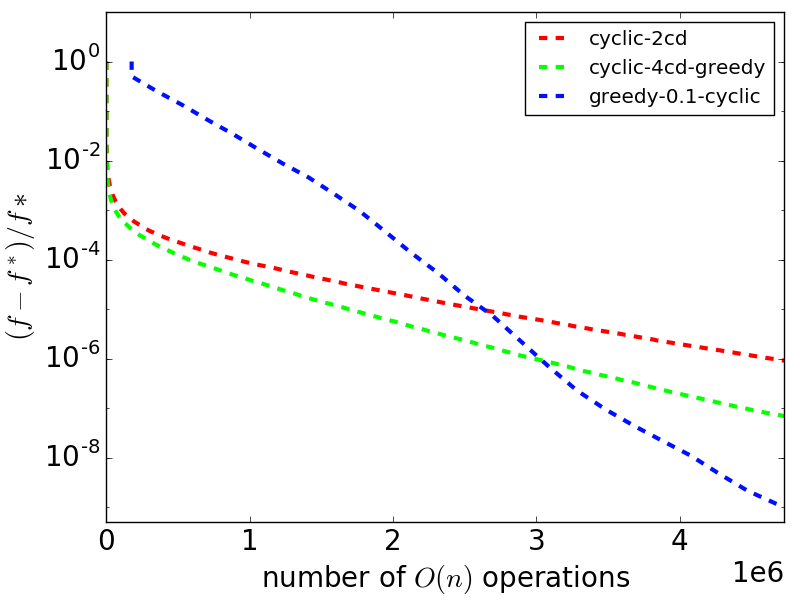 cyclic-2cd
cyclic-4cd-greedy
greedy-0.1-cyclic
10^0
10^-2
10^-4
10^-6
10^-8
(f − f*)/f*
0 1 2 3 4
1e6
number of O(n) operations